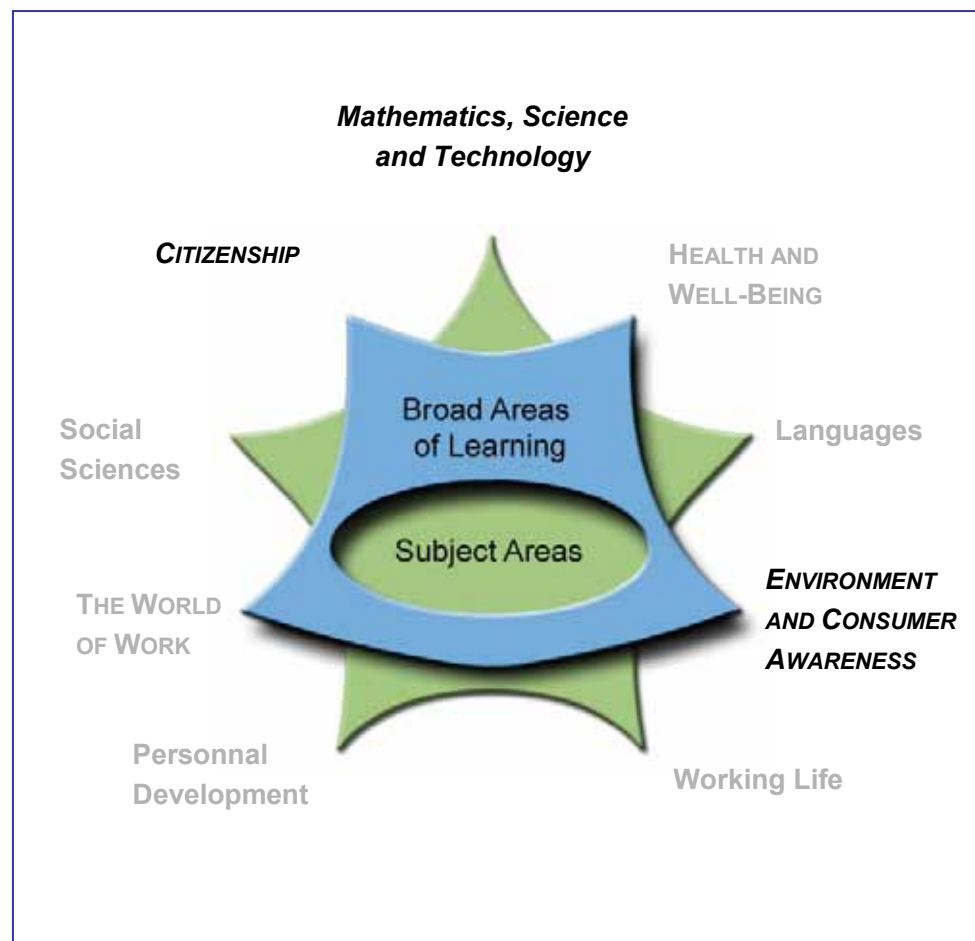 Mathematics, Science
and Technology
CITIZENSHIP
HEALTH AND
WELL-BEING
Broad Areas
of Learning
Social
Sciences
Languages
Subject Areas
ENVIRONMENT
AND CONSUMER
AWARENESS
THE WORLD
OF WORK
Personnal
Development
Working Life